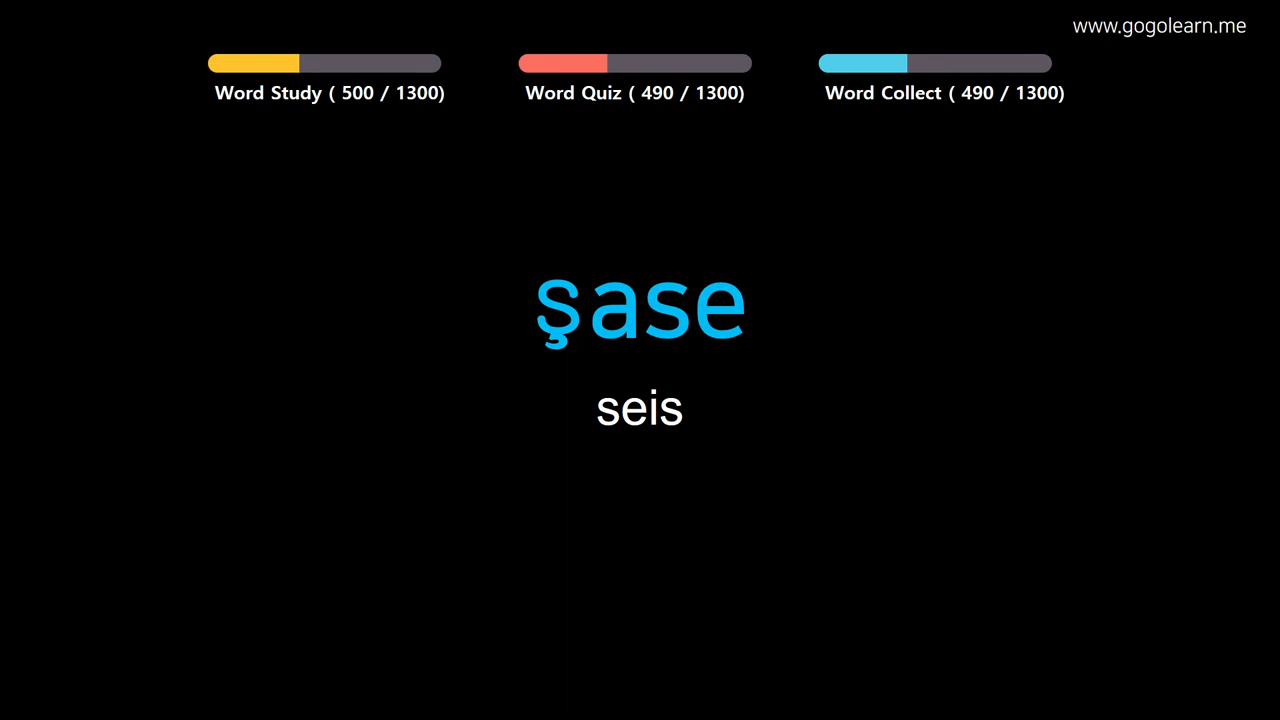 www.gogolearn.me
Word Study ( 500 / 1300)
Word Quiz ( 490 / 1300)
Word Collect ( 490 / 1300)
şase
seis